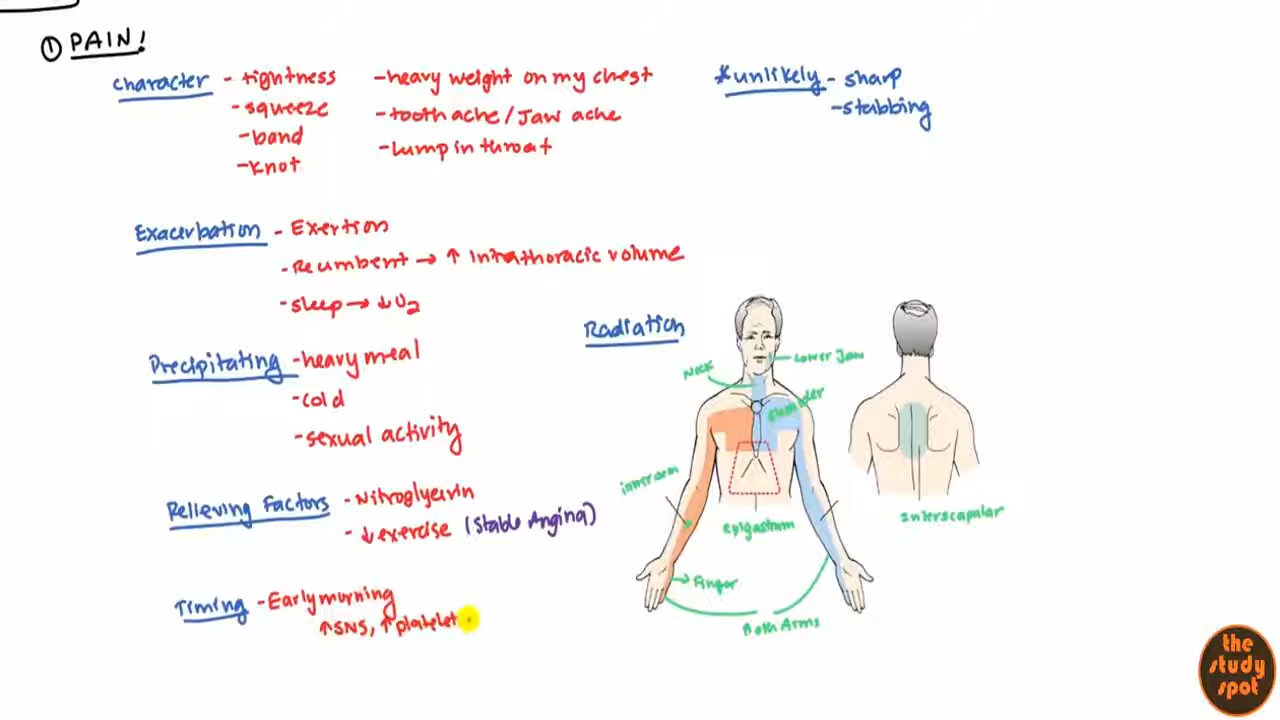 ① PAIN!
Character - tightness
- squeeze
- band
- Knot
- heavy weight on my chest
- tooth ache / Jaw ache
- Lump in throat
*unlikely - sharp
- stabbing
Exacerbation - Exertion
- Recumbent → ↑ Intrathoracic volume
- sleep → ↓ O2
Precipitating - heavy meal
- cold
- sexual activity
Relieving Factors - Nitroglycerin
- ↓ exercise (Stable Angina)
Timing - Early morning
↑ SNS, ↑ platelet
Radiation
Lower Jaw
Neck
Shoulder
inner arm
epigastrum
Finger
Both Arms
Interscapular
the
study
spot